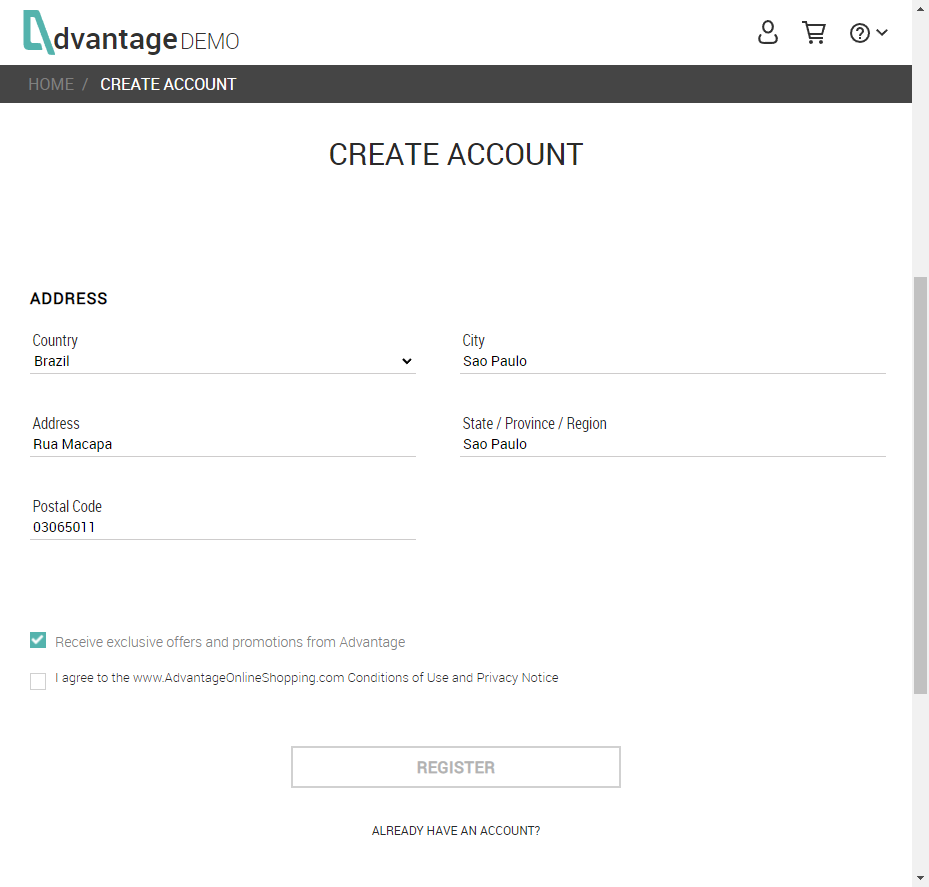 dvantage DEMO
HOME / CREATE ACCOUNT
CREATE ACCOUNT
ADDRESS
Country City
Brazil Sao Paulo
Address State / Province / Region
Rua Macapa Sao Paulo
Postal Code
03065011
Receive exclusive offers and promotions from Advantage
I agree to the www.AdvantageOnlineShopping.com Conditions of Use and Privacy Notice
REGISTER
ALREADY HAVE AN ACCOUNT?